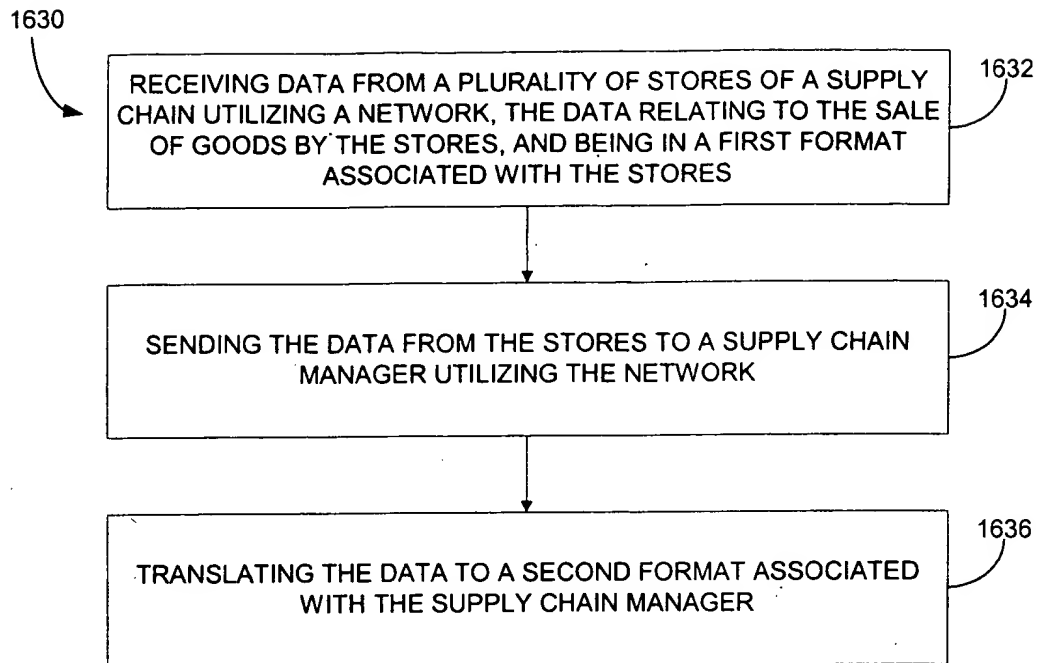 1630
RECEIVING DATA FROM A PLURALITY OF STORES OF A SUPPLY
CHAIN UTILIZING A NETWORK, THE DATA RELATING TO THE SALE
OF GOODS BY THE STORES, AND BEING IN A FIRST FORMAT
ASSOCIATED WITH THE STORES
1632
SENDING THE DATA FROM THE STORES TO A SUPPLY CHAIN
MANAGER UTILIZING THE NETWORK
1634
TRANSLATING THE DATA TO A SECOND FORMAT ASSOCIATED
WITH THE SUPPLY CHAIN MANAGER
1636